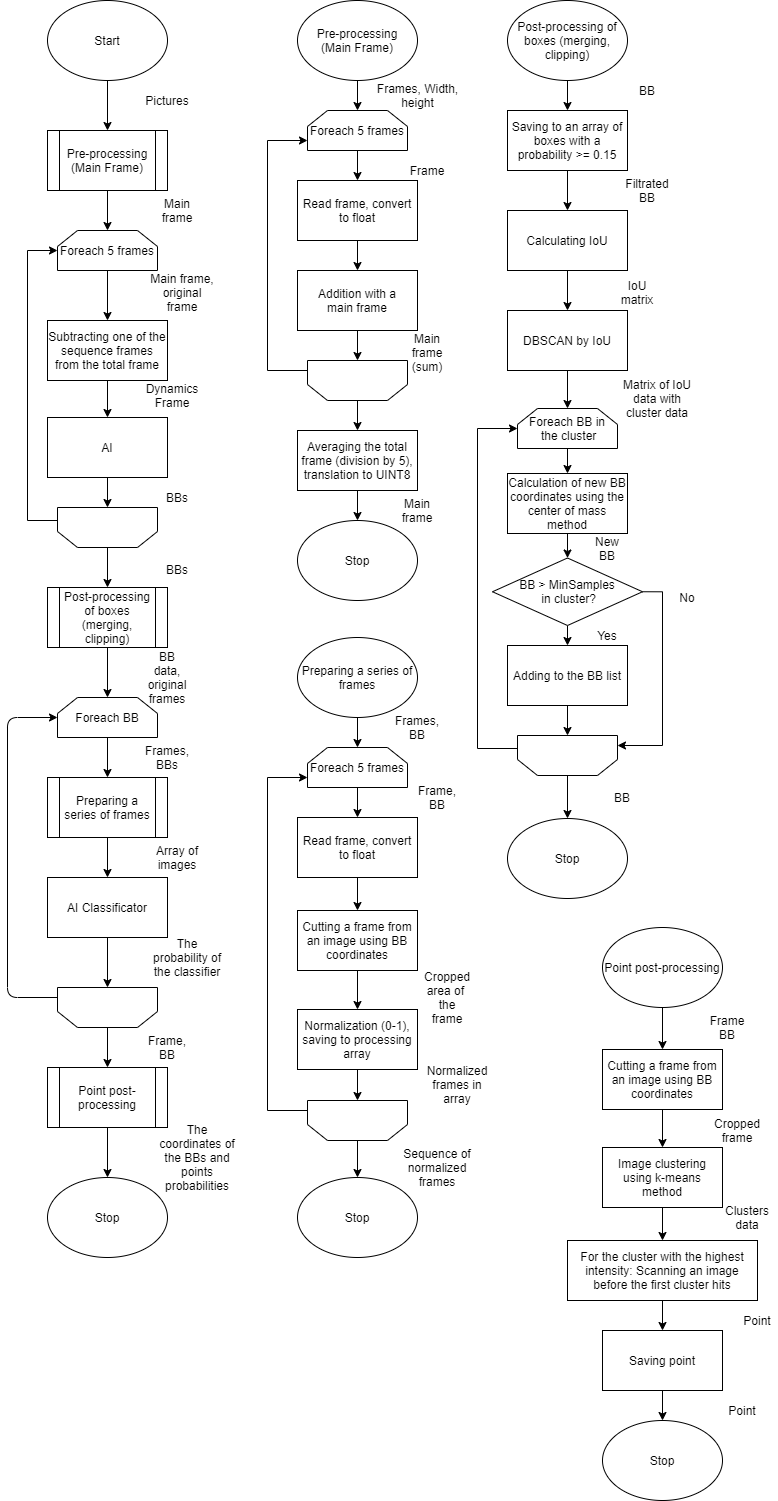 Start
Pictures
Pre-processing
(Main Frame)
Main
frame
Foreach 5 frames
Main frame,
original
frame
Subtracting one of the
sequence frames
from the total frame
Dynamics
Frame
AI
BBs
BBs
Post-processing
of boxes
(merging,
clipping)
BB
data,
original
frames
Foreach BB
Frames,
BBs
Preparing a
series of frames
Array of
images
AI Classificator
The
probability of
the classifier
Frame,
BB
Point post-
processing
The
coordinates of
the BBs and
points
probabilities
Stop
Pre-processing
(Main Frame)
Frames, Width,
height
Foreach 5 frames
Frame
Read frame, convert
to float
Addition with a
main frame
Main
frame
(sum)
Averaging the total
frame (division by 5),
translation to UINT8
Main
frame
Stop
Preparing a series of
frames
Frames,
BB
Foreach 5 frames
Frame,
BB
Read frame, convert
to float
Cutting a frame from
an image using BB
coordinates
Cropped
area of
the
frame
Normalization (0-1),
saving to processing
array
Normalized
frames in
array
Sequence of
normalized
frames
Stop
Post-processing of
boxes (merging,
clipping)
BB
Saving to an array of
boxes with a
probability >= 0.15
Filtrated
BB
Calculating IoU
IoU
matrix
DBSCAN by IoU
Matrix of IoU
data with
cluster data
Foreach BB in
the cluster
Calculation of new BB
coordinates using the
center of mass
method
New
BB
BB > MinSamples
in cluster?
No
Yes
Adding to the BB list
BB
Stop
Point post-processing
Frame
BB
Cutting a frame from
an image using BB
coordinates
Cropped
frame
Image clustering
using k-means
method
Clusters
data
For the cluster with the highest
intensity: Scanning an image
before the first cluster hits
Point
Saving point
Point
Stop